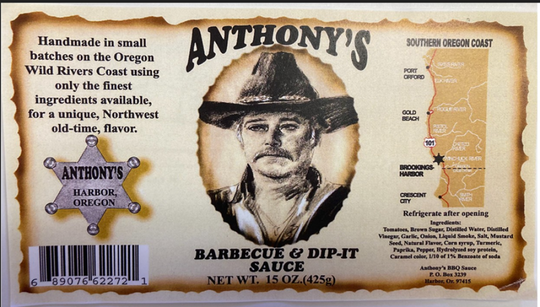 Handmade in small
batches on the Oregon
Wild Rivers Coast using
only the finest
ingredients available,
for a unique, Northwest
old-time, flavor.
ANTHONY'S
HARBOR,
OREGON
6 89076 62272 1
ANTHONY'S
BARBECUE & DIP-IT
SAUCE
NET WT. 15 OZ.(425g)
SOUTHERN OREGON COAST
PORT
ORFORD
GOLD
BEACH
101
BROOKINGS-
HARBOR
CRESCENT
CITY
Refrigerate after opening
Ingredients:
Tomatoes, Brown Sugar, Distilled Water, Distilled
Vinegar, Garlic, Onion, Liquid Smoke, Salt, Mustard
Seed, Natural Flavor, Corn syrup, Turmeric,
Paprika, Pepper, Hydrolyzed soy protein,
Caramel color, 1/10 of 1% Benzoate of soda
Anthony's BBQ Sauce
P. O. Box 3239
Harbor, Or. 97415